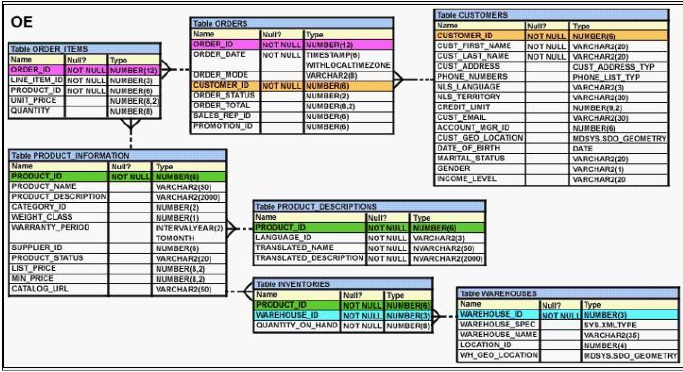 OE
Table ORDER_ITEMS
Name Null? Type
ORDER_ID NOT NULL NUMBER(12)
LINE_ITEM_ID NOT NULL NUMBER(3)
PRODUCT_ID NOT NULL NUMBER(6)
UNIT_PRICE NUMBER(8,2)
QUANTITY NUMBER(8)
Table ORDERS
Name Null? Type
ORDER_ID NOT NULL NUMBER(12)
ORDER_DATE NOT NULL TIMESTAMP(6)
WITHLOCALTIMEZONE
ORDER_MODE VARCHAR2(8)
CUSTOMER_ID NOT NULL NUMBER(6)
ORDER_STATUS NUMBER(2)
ORDER_TOTAL NUMBER(8,2)
SALES_REP_ID NUMBER(6)
PROMOTION_ID NUMBER(6)
Table CUSTOMERS
Name Null? Type
CUSTOMER_ID NOT NULL NUMBER(6)
CUST_FIRST_NAME NOT NULL VARCHAR2(20)
CUST_LAST_NAME NOT NULL VARCHAR2(20)
CUST_ADDRESS CUST_ADDRESS_TYP
PHONE_NUMBERS PHONE_LIST_TYP
NLS_LANGUAGE VARCHAR2(3)
NLS_TERRITORY VARCHAR2(30)
CREDIT_LIMIT NUMBER(9,2)
CUST_EMAIL VARCHAR2(30)
ACCOUNT_MGR_ID NUMBER(6)
CUST_GEO_LOCATION MDSYS.SDO_GEOMETRY
DATE_OF_BIRTH DATE
MARITAL_STATUS VARCHAR2(20)
GENDER VARCHAR2(1)
INCOME_LEVEL VARCHAR2(20
Table PRODUCT_INFORMATION
Name Null? Type
PRODUCT_ID NOT NULL NUMBER(6)
PRODUCT_NAME VARCHAR2(50)
PRODUCT_DESCRIPTION VARCHAR2(2000)
CATEGORY_ID NUMBER(2)
WEIGHT_CLASS NUMBER(1)
WARRANTY_PERIOD INTERVALYEAR(2)
TOMONTH
SUPPLIER_ID NUMBER(6)
PRODUCT_STATUS VARCHAR2(20)
LIST_PRICE NUMBER(8,2)
MIN_PRICE NUMBER(8,2)
CATALOG_URL VARCHAR2(50)
Table PRODUCT_DESCRIPTIONS
Name Null? Type
PRODUCT_ID NOT NULL NUMBER(6)
LANGUAGE_ID NOT NULL VARCHAR2(3)
TRANSLATED_NAME NOT NULL NVARCHAR2(50)
TRANSLATED_DESCRIPTION NOT NULL NVARCHAR2(2000)
Table INVENTORIES
Name Null? Type
PRODUCT_ID NOT NULL NUMBER(6)
WAREHOUSE_ID NOT NULL NUMBER(3)
QUANTITY_ON_HAND NOT NULL NUMBER(8)
Table WAREHOUSES
Name Null? Type
WAREHOUSE_ID NOT NULL NUMBER(3)
WAREHOUSE_SPEC SYS.XMLTYPE
WAREHOUSE_NAME VARCHAR2(35)
LOCATION_ID NUMBER(4)
WH_GEO_LOCATION MDSYS.SDO_GEOMETRY